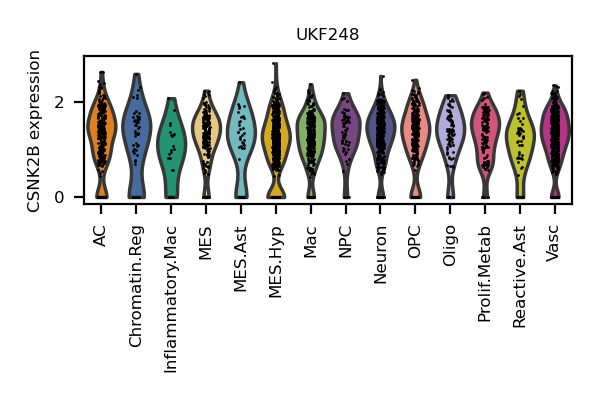 UKF248
CSNK2B expression
2
0
AC
Chromatin.Reg
Inflammatory.Mac
MES
MES.Ast
MES.Hyp
Mac
NPC
Neuron
OPC
Oligo
Prolif.Metab
Reactive.Ast
Vasc